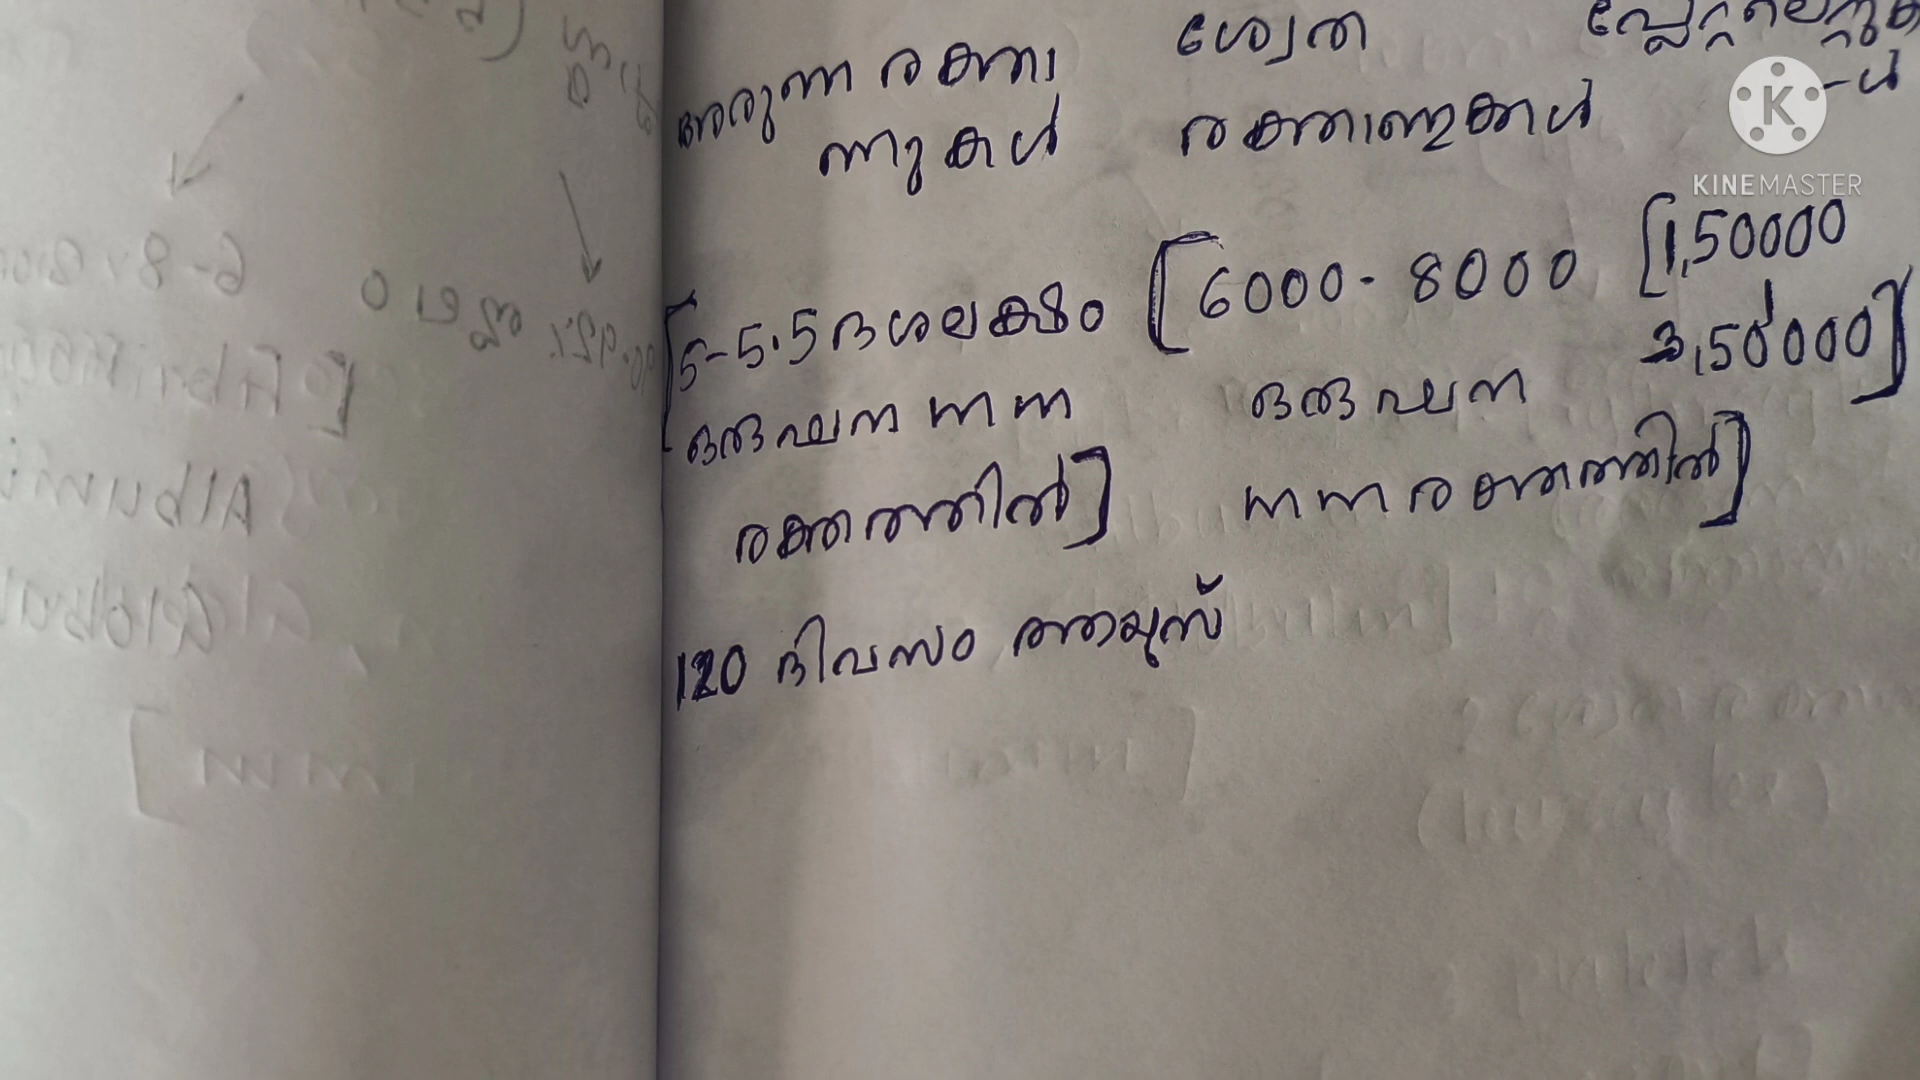 അരുണ രക്താ
ണുകൾ
ശ്വേത
രക്താണുക്കൾ
പ്ലേറ്റ്ലെറ്റുക
-ൾ
[5-5.5 ദശലക്ഷം
ഒരു ഘന mm
രക്തത്തിൽ]
[6000- 8000
ഒരു ഘന
mm രക്തത്തിൽ]
[1,50000
3,50000]
120 ദിവസം ആയുസ്
KINEMASTER